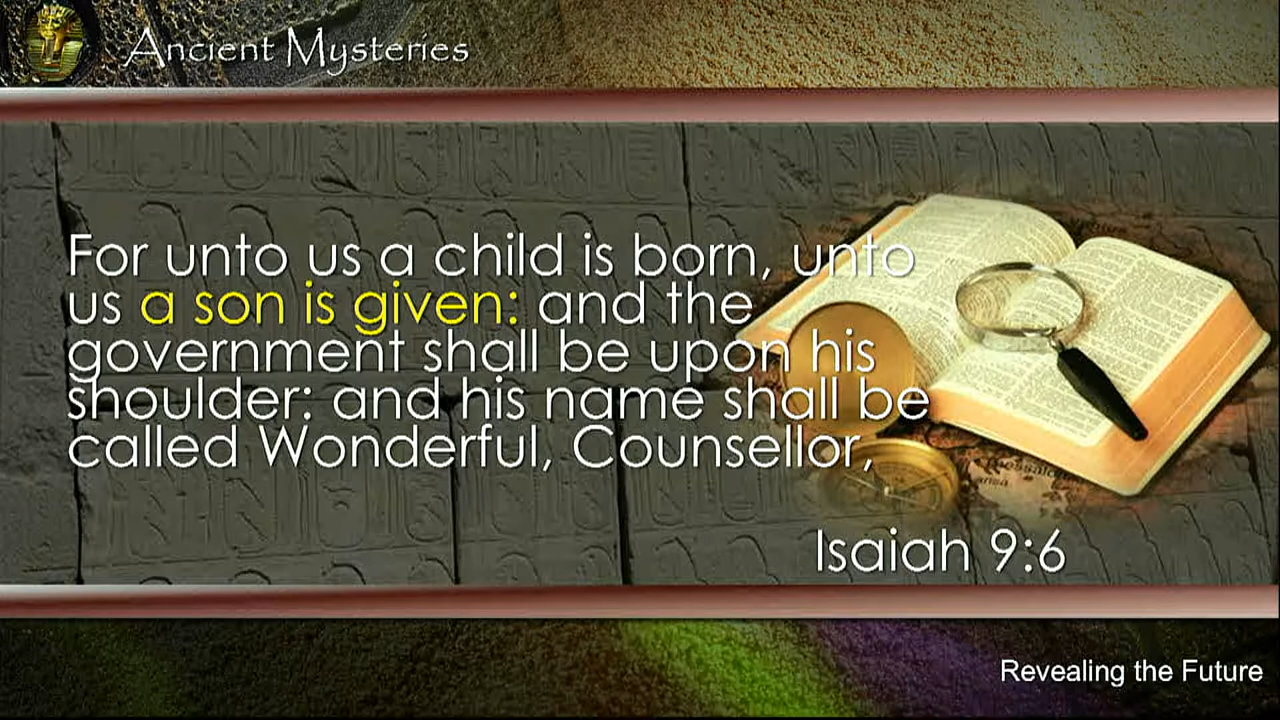 Ancient Mysteries
For unto us a child is born, unto
us a son is given: and the
government shall be upon his
shoulder: and his name shall be
called Wonderful, Counsellor,
Isaiah 9:6
Revealing the Future